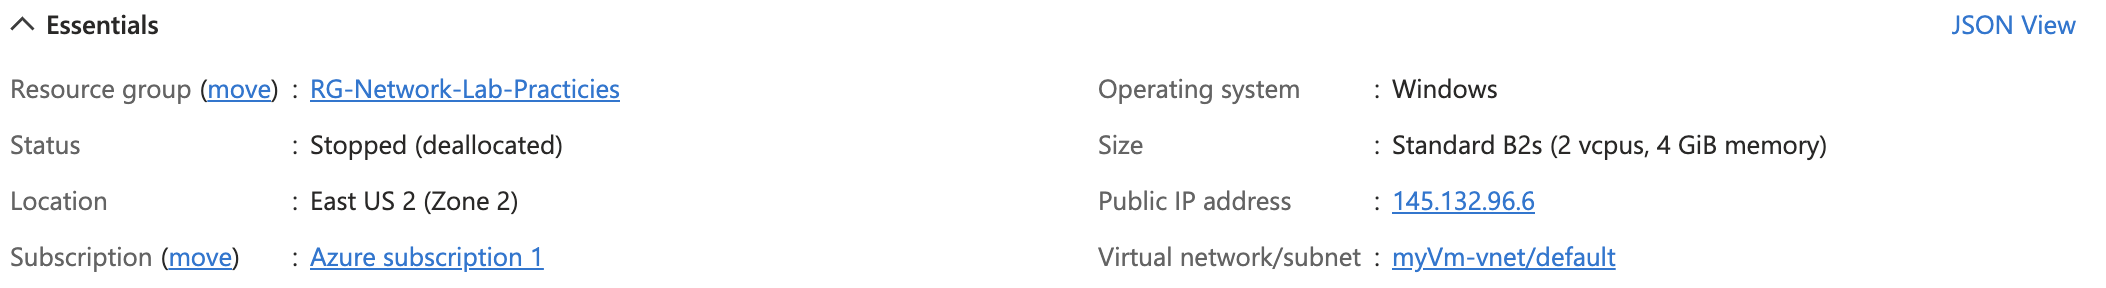 Essentials
JSON View
Resource group (move) : RG-Network-Lab-Practicies
Operating system : Windows
Status : Stopped (deallocated)
Size : Standard B2s (2 vcpus, 4 GiB memory)
Location : East US 2 (Zone 2)
Public IP address : 145.132.96.6
Subscription (move) : Azure subscription 1
Virtual network/subnet : myVm-vnet/default